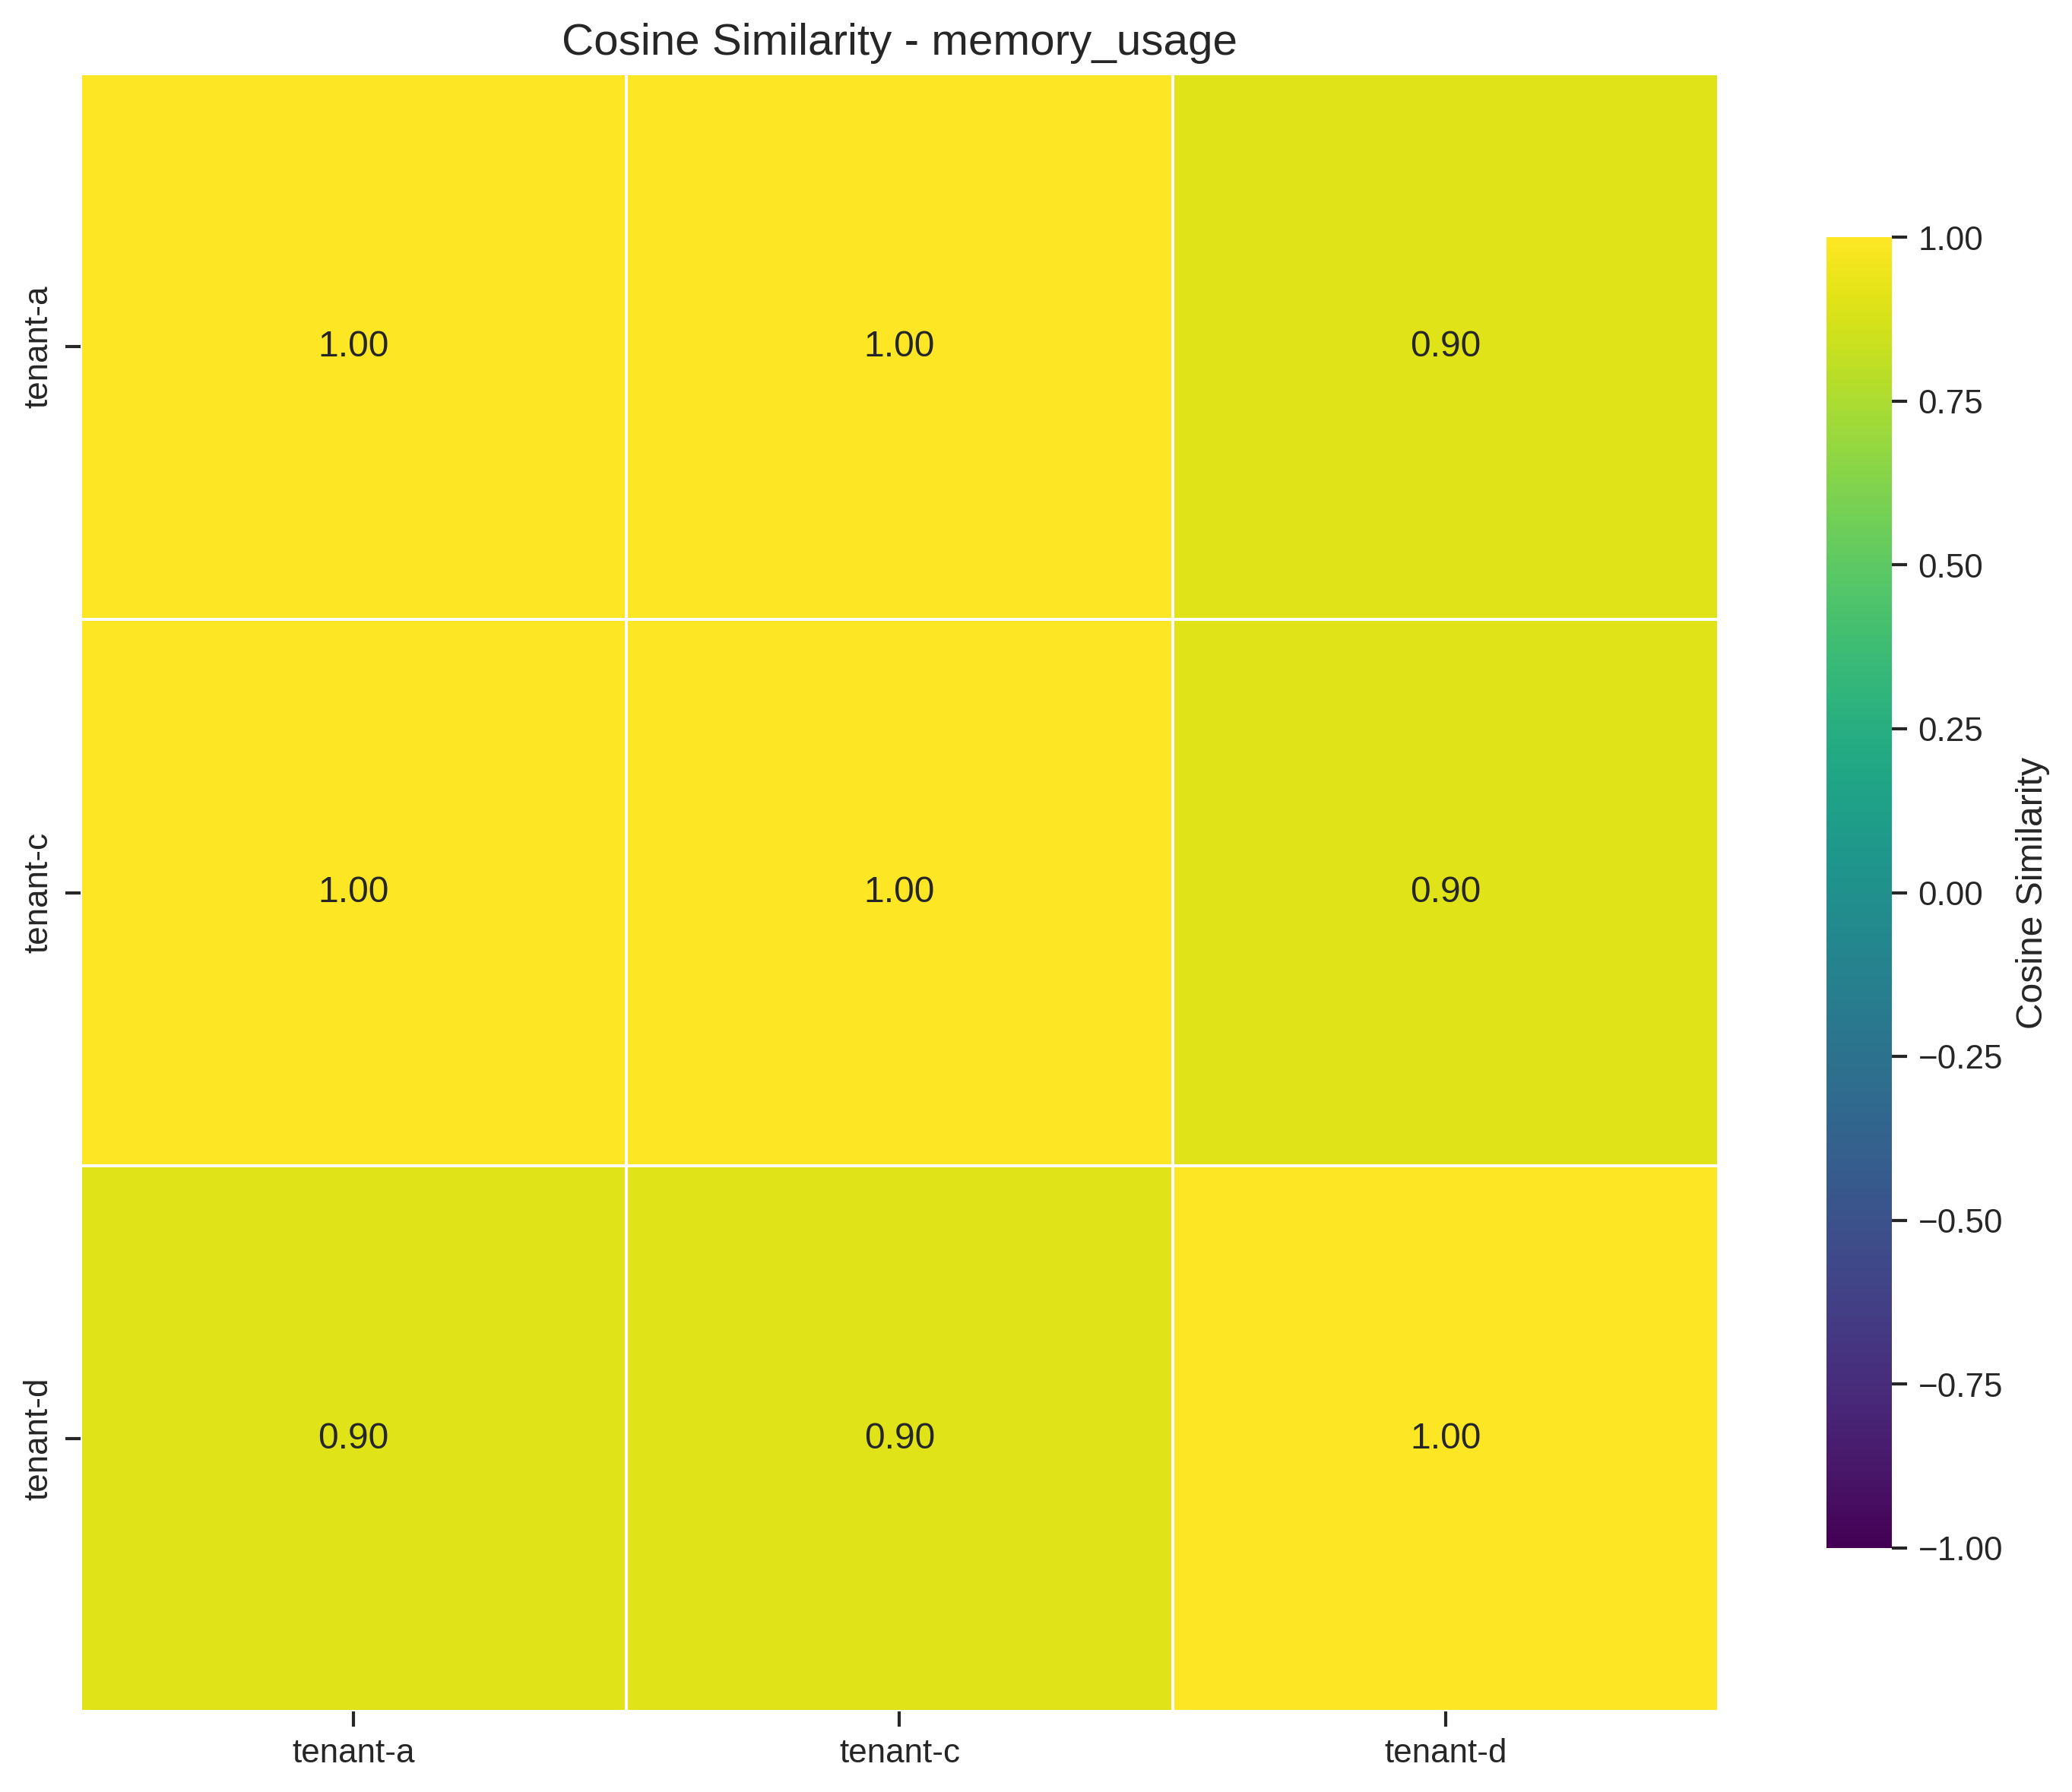 Cosine Similarity - memory_usage
tenant-a
1.00 1.00 0.90
tenant-c
1.00 1.00 0.90
tenant-d
0.90 0.90 1.00
tenant-a tenant-c tenant-d
1.00
0.75
0.50
0.25
0.00
−0.25
−0.50
−0.75
−1.00
Cosine Similarity